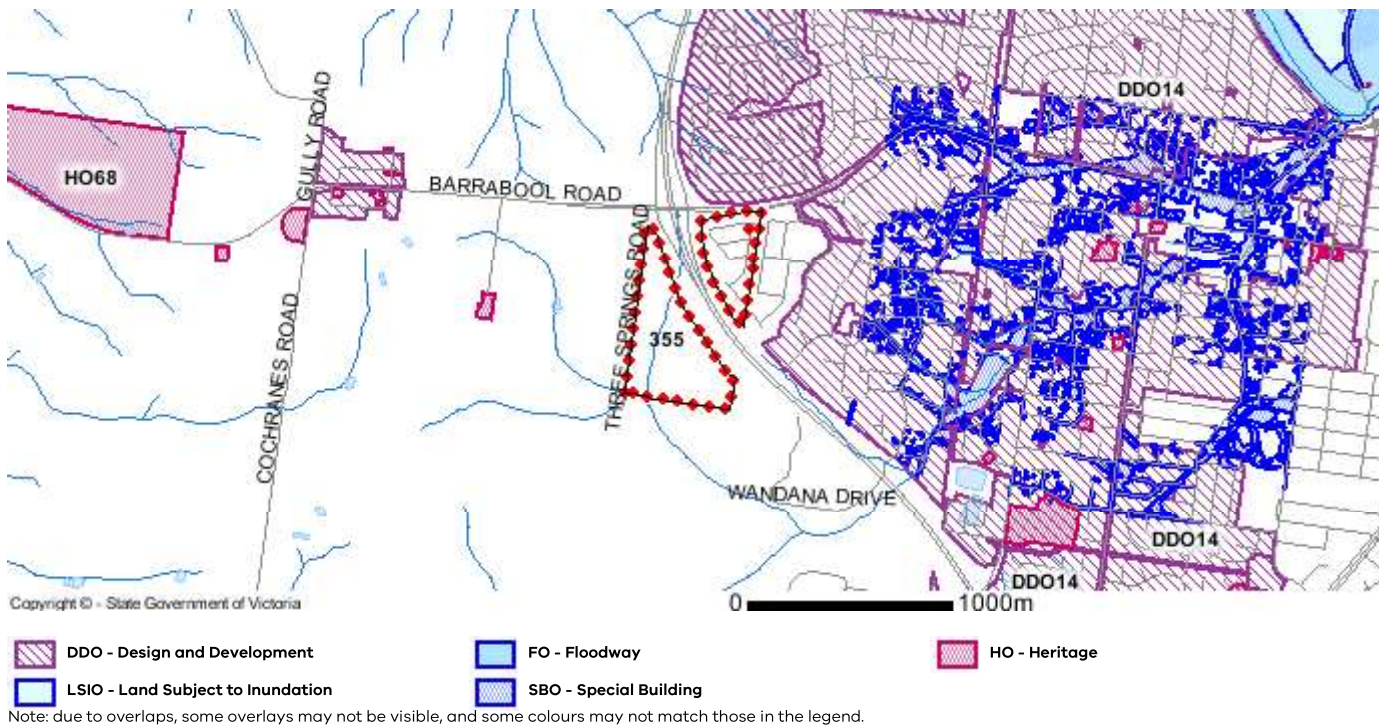 DDO14
GULLY ROAD
HO68
BARRABOOL ROAD
THREE SPRINGS ROAD
355
COCHRANES ROAD
WANDANA DRIVE
DDO14
DDO14
Copyright © - State Government of Victoria
0 1000m
DDO - Design and Development
FO - Floodway
HO - Heritage
LSIO - Land Subject to Inundation
SBO - Special Building
Note: due to overlaps, some overlays may not be visible, and some colours may not match those in the legend.